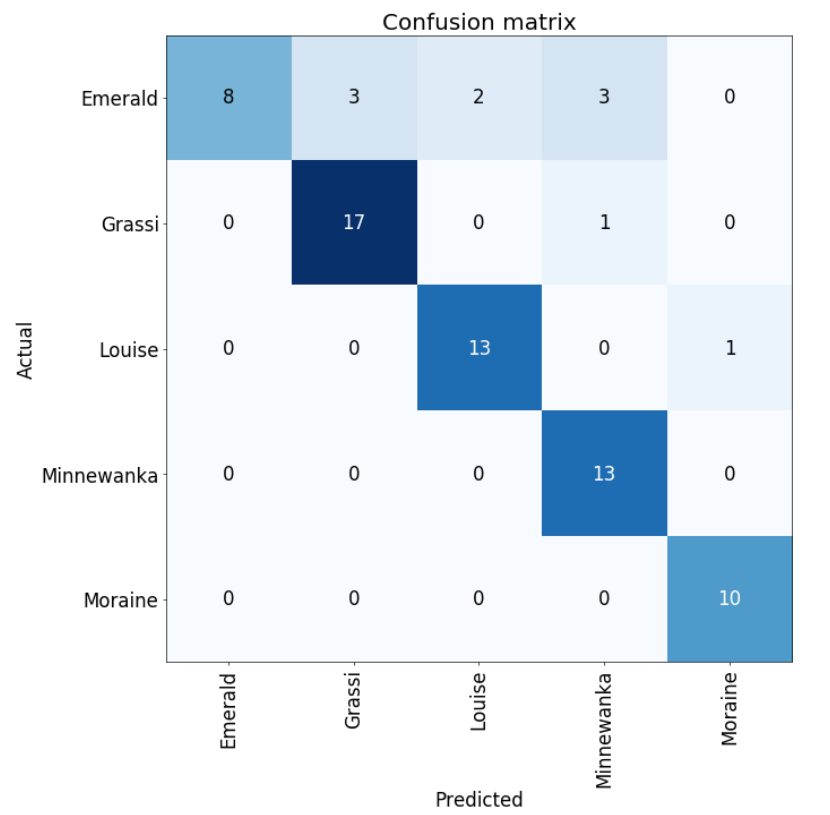 Confusion matrix
Actual
Emerald 8 3 2 3 0
Grassi 0 17 0 1 0
Louise 0 0 13 0 1
Minnewanka 0 0 0 13 0
Moraine 0 0 0 0 10
Emerald Grassi Louise Minnewanka Moraine
Predicted